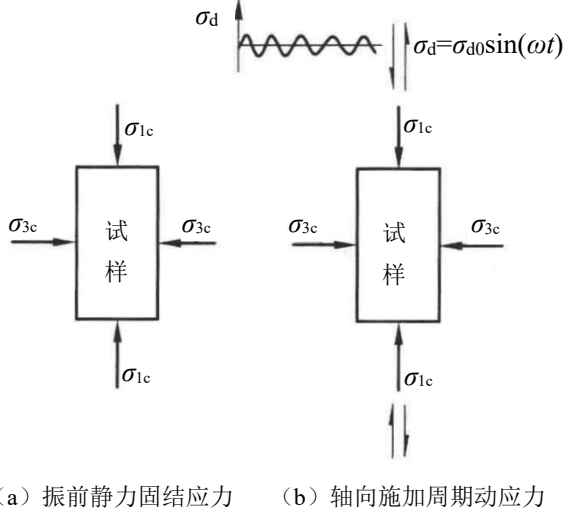 σd
σd=σd0sin(ωt)
σ1c
σ1c
σ3c
试
样
σ3c
σ3c
试
样
σ3c
σ1c
σ1c
(a）振前静力固结应力
（b）轴向施加周期动应力